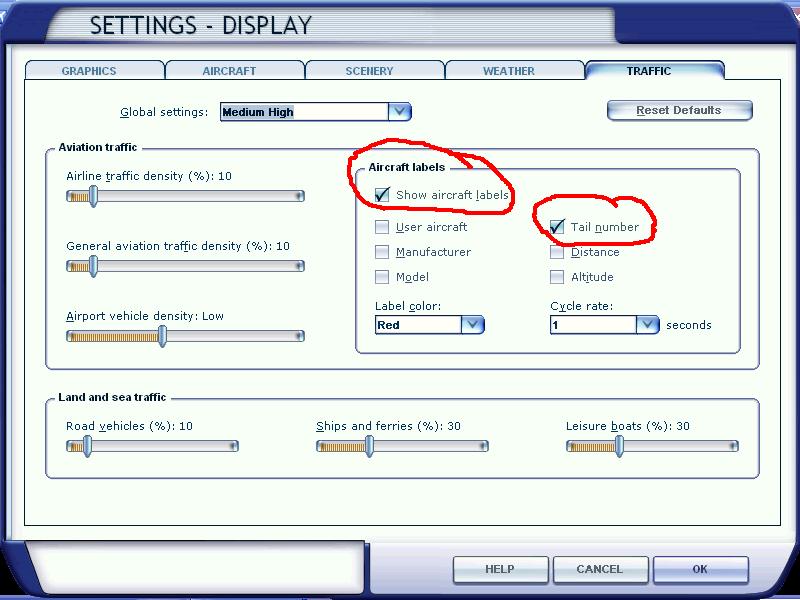 SETTINGS - DISPLAY
GRAPHICS AIRCRAFT SCENERY WEATHER TRAFFIC
Global settings: Medium High Reset Defaults
Aviation traffic
Airline traffic density (%): 10
General aviation traffic density (%): 10
Airport vehicle density: Low
Aircraft labels
Show aircraft labels
User aircraft Tail number
Manufacturer Distance
Model Altitude
Label color: Cycle rate:
Red 1 seconds
Land and sea traffic
Road vehicles (%): 10 Ships and ferries (%): 30 Leisure boats (%): 30
HELP CANCEL OK